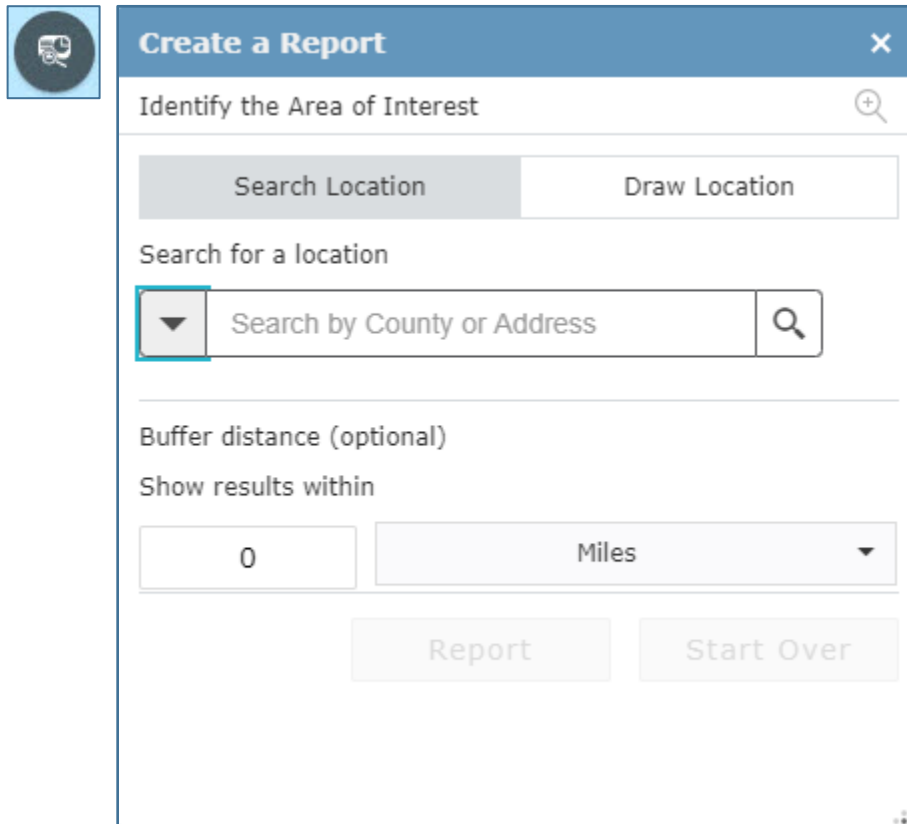 Create a Report
Identify the Area of Interest
Search Location Draw Location
Search for a location
Search by County or Address
Buffer distance (optional)
Show results within
0 Miles
Report Start Over